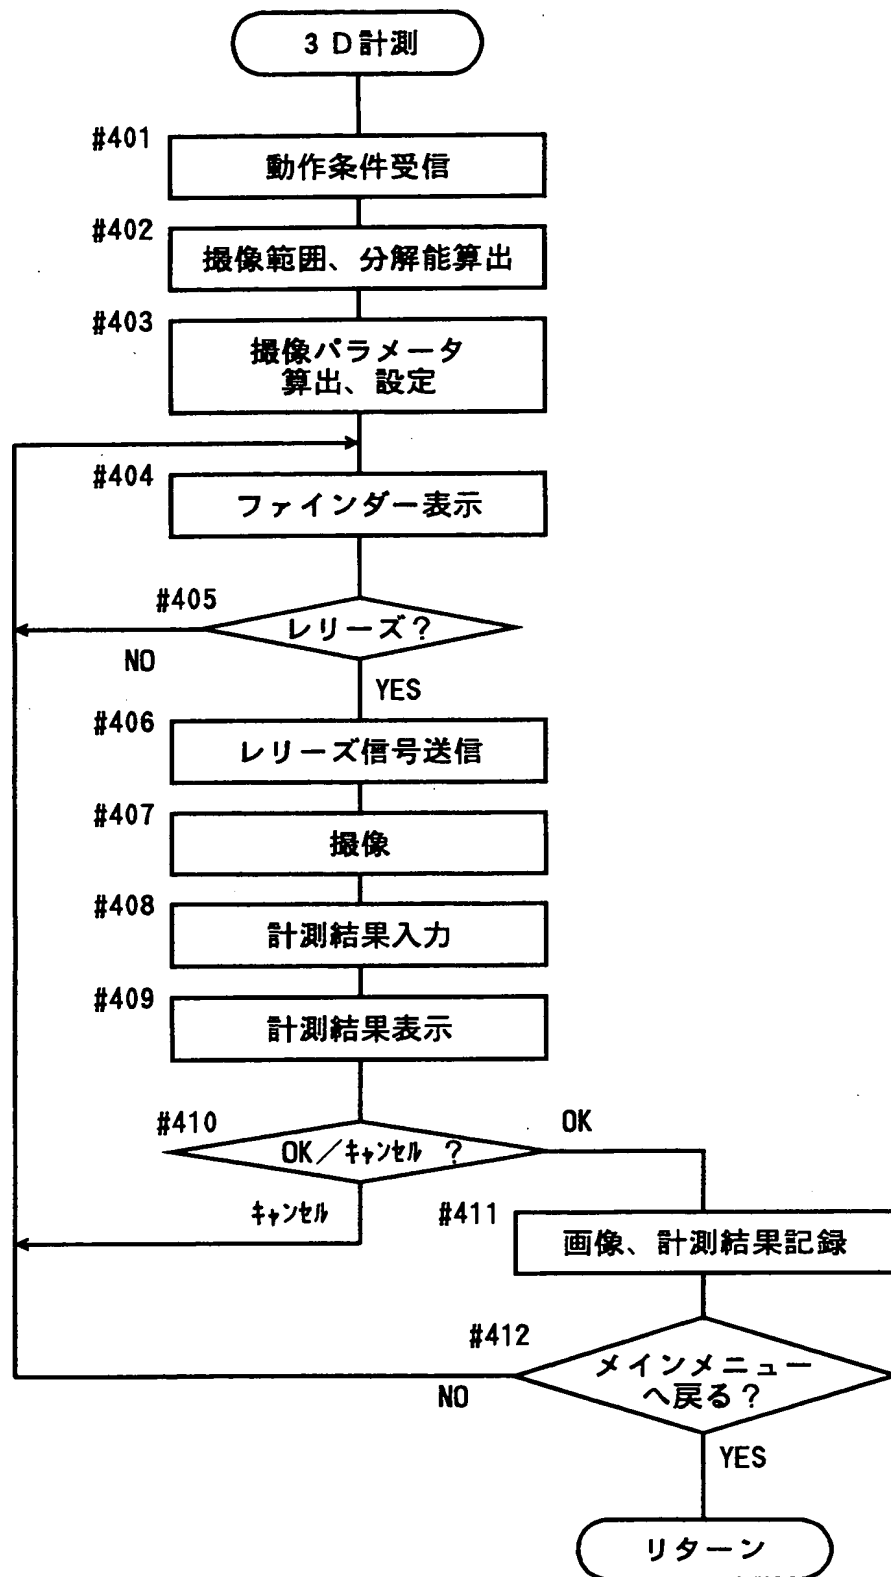 3D計測
#401
動作条件受信
#402
撮像範囲、分解能算出
#403
撮像パラメータ
算出、設定
#404
ファインダー表示
#405
レリーズ?
NO
YES
#406
レリーズ信号送信
#407
撮像
#408
計測結果入力
#409
計測結果表示
#410
OK/キャンセル ?
OK
キャンセル
#411
画像、計測結果記録
#412
メインメニュー
へ戻る?
NO
YES
リターン